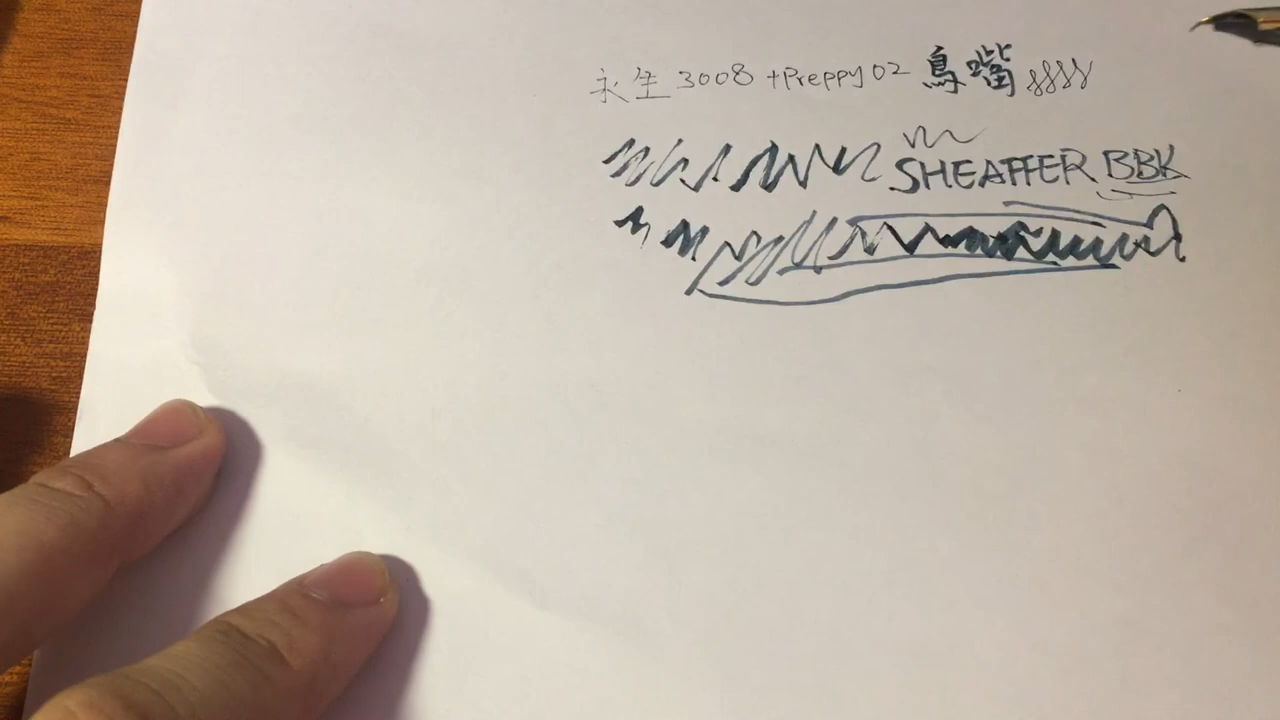 永生 3008 +Preppy 02 鳥嘴
SHEAFFER BBK